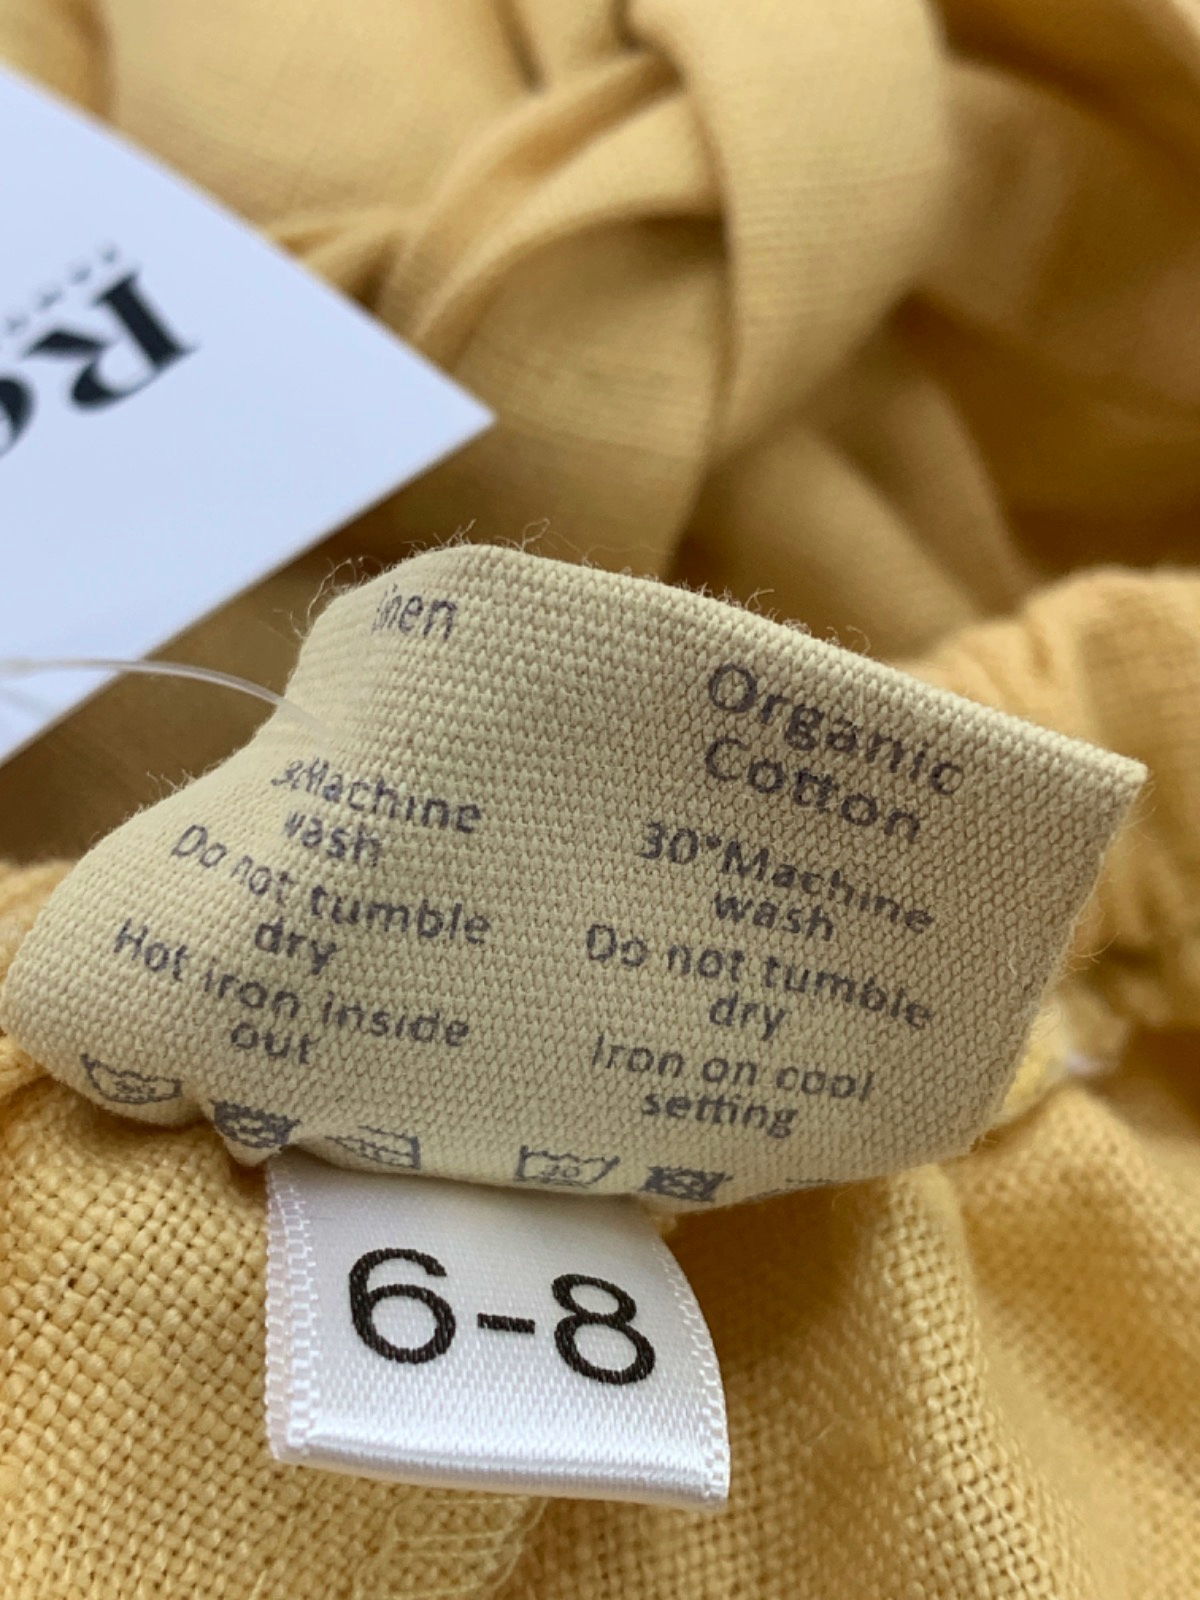 linen
Machine
wash
Do not tumble
dry
Hot iron inside
out
Organic
Cotton
30°Machine
wash
Do not tumble
dry
Iron on cool
setting
6-8